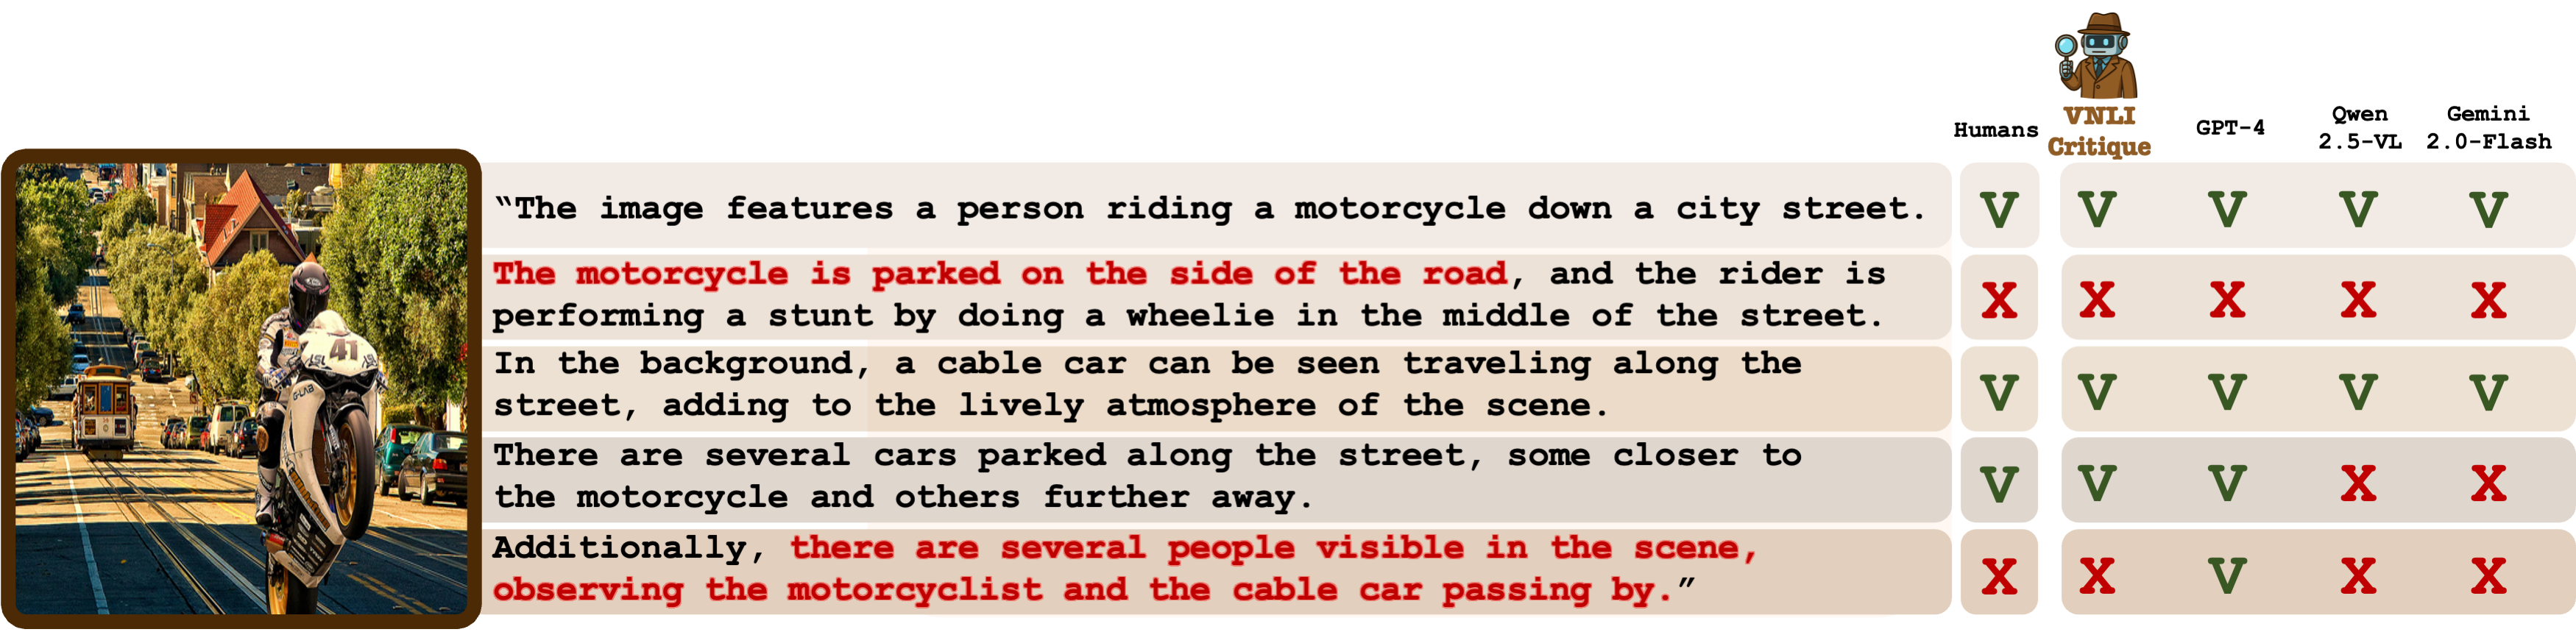 Humans
VNLI
Critique
GPT-4
Qwen
2.5-VL
Gemini
2.0-Flash
“The image features a person riding a motorcycle down a city street.
V V V V V
The motorcycle is parked on the side of the road, and the rider is
performing a stunt by doing a wheelie in the middle of the street.
X X X X X
In the background, a cable car can be seen traveling along the
street, adding to the lively atmosphere of the scene.
V V V V V
There are several cars parked along the street, some closer to
the motorcycle and others further away.
V V V X X
Additionally, there are several people visible in the scene,
observing the motorcyclist and the cable car passing by.”
X X V X X
41
G-LAB